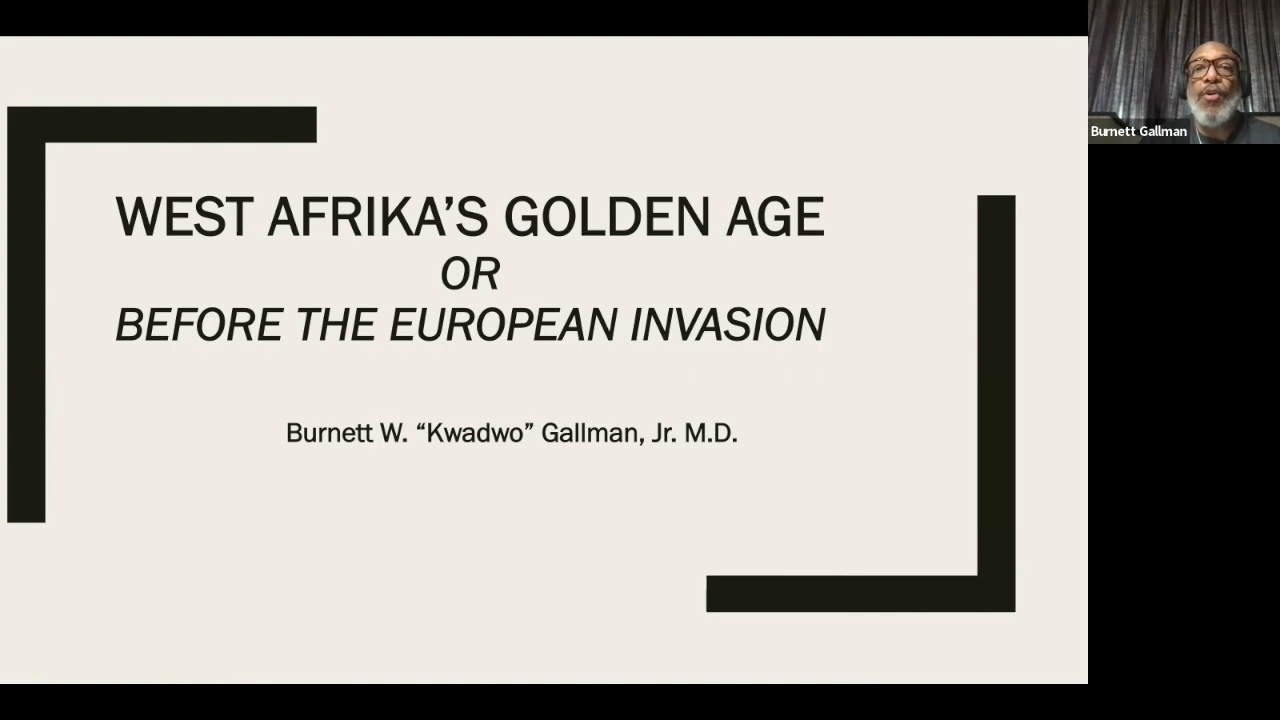 WEST AFRIKA’S GOLDEN AGE
OR
BEFORE THE EUROPEAN INVASION
Burnett W. “Kwadwo” Gallman, Jr. M.D.
Burnett Gallman